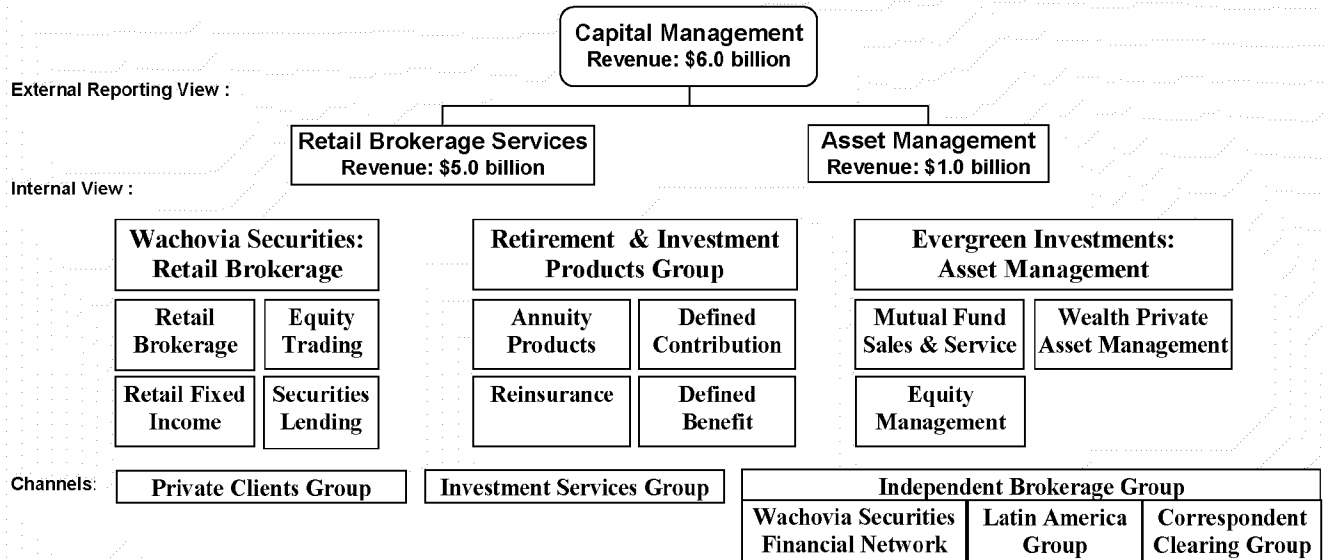 Capital Management
Revenue: $6.0 billion
External Reporting View :
Retail Brokerage Services
Revenue: $5.0 billion
Asset Management
Revenue: $1.0 billion
Internal View :
Wachovia Securities:
Retail Brokerage
Retirement & Investment
Products Group
Evergreen Investments:
Asset Management
Retail
Brokerage
Equity
Trading
Annuity
Products
Defined
Contribution
Mutual Fund
Sales & Service
Wealth Private
Asset Management
Retail Fixed
Income
Securities
Lending
Reinsurance
Defined
Benefit
Equity
Management
Channels:
Private Clients Group
Investment Services Group
Independent Brokerage Group
Wachovia Securities
Financial Network
Latin America
Group
Correspondent
Clearing Group